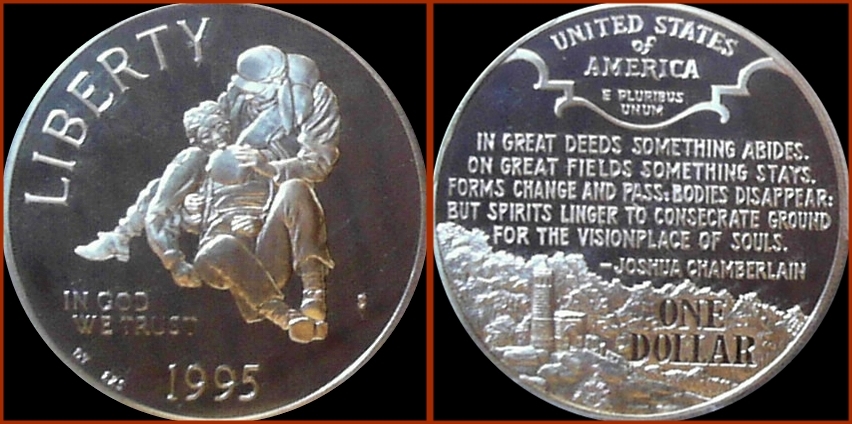 LIBERTY
IN GOD
WE TRUST
1995
UNITED STATES
of
AMERICA
E PLURIBUS
UNUM
IN GREAT DEEDS SOMETHING ABIDES.
ON GREAT FIELDS SOMETHING STAYS.
FORMS CHANGE AND PASS: BODIES DISAPPEAR:
BUT SPIRITS LINGER TO CONSECRATE GROUND
FOR THE VISIONPLACE OF SOULS.
—JOSHUA CHAMBERLAIN
ONE
DOLLAR